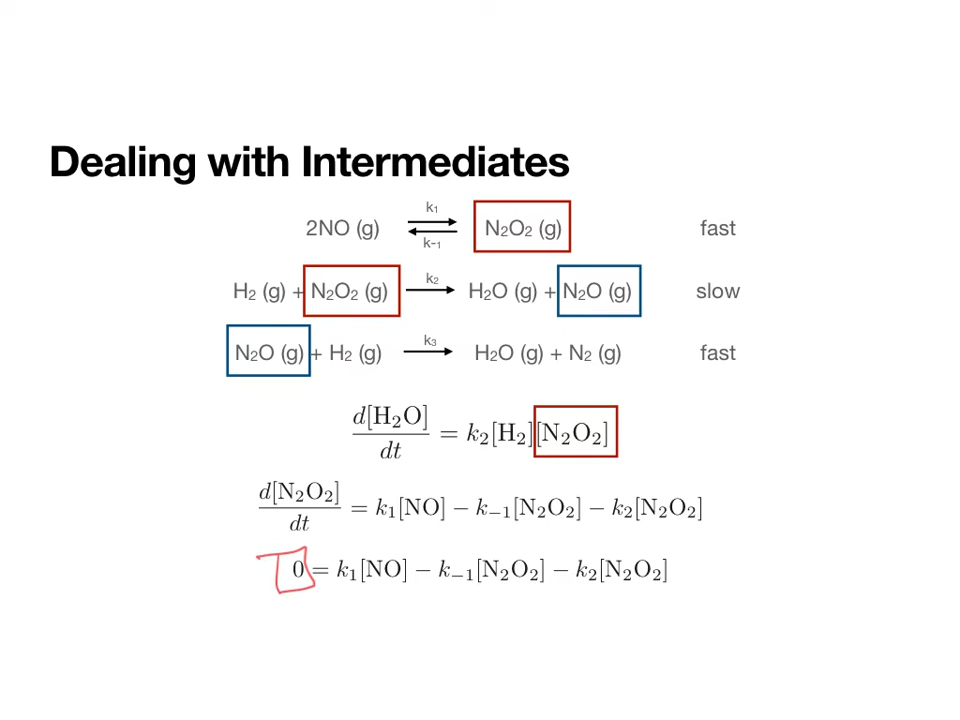 Dealing with Intermediates
2NO (g) k₁ k₋₁ N₂O₂ (g) fast
H₂ (g) + N₂O₂ (g) k₂ H₂O (g) + N₂O (g) slow
N₂O (g) + H₂ (g) k₃ H₂O (g) + N₂ (g) fast
d[H₂O]/dt = k₂[H₂][N₂O₂]
d[N₂O₂]/dt = k₁[NO] − k₋₁[N₂O₂] − k₂[N₂O₂]
0 = k₁[NO] − k₋₁[N₂O₂] − k₂[N₂O₂]